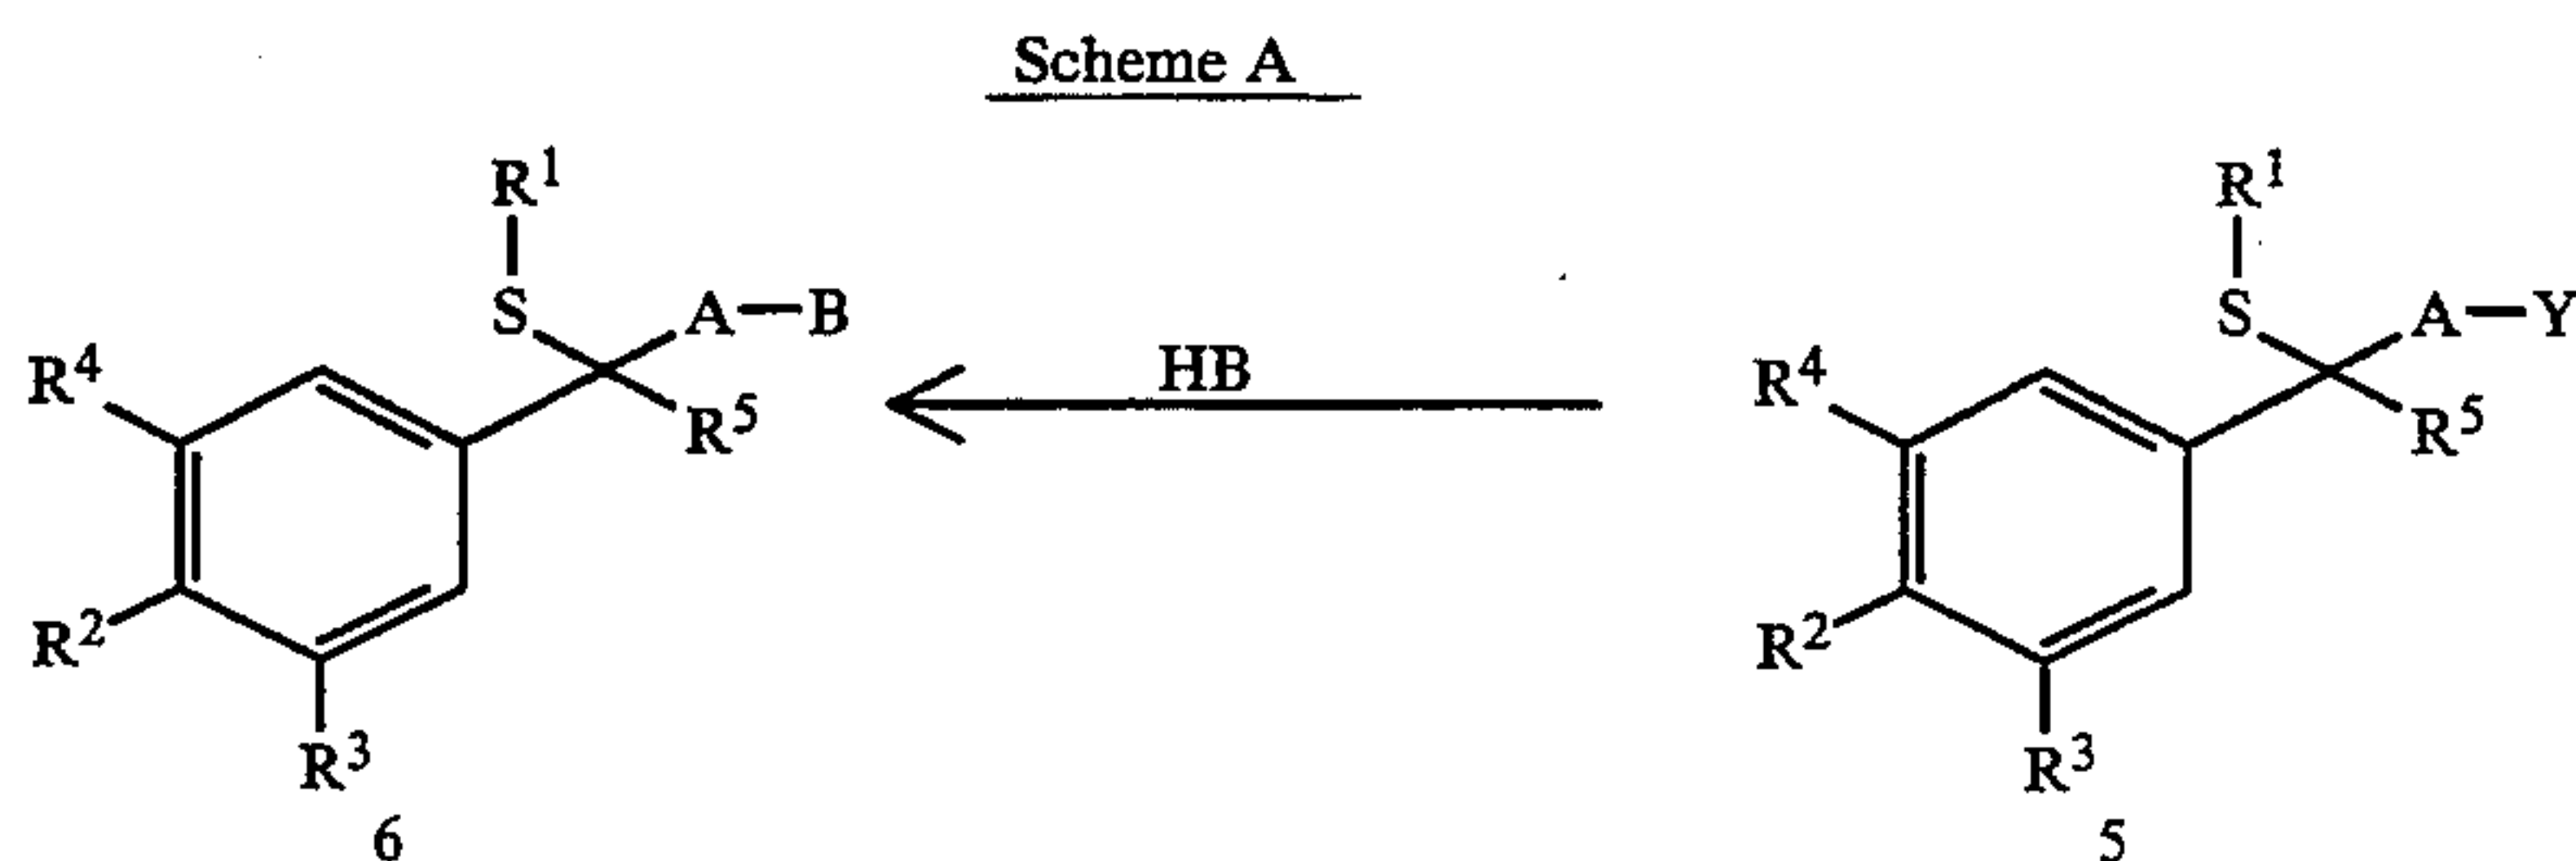 Scheme A
R¹
S
A—B
R⁴
R⁵
R²
R³
6
HB
R¹
S
A—Y
R⁴
R⁵
R²
R³
5